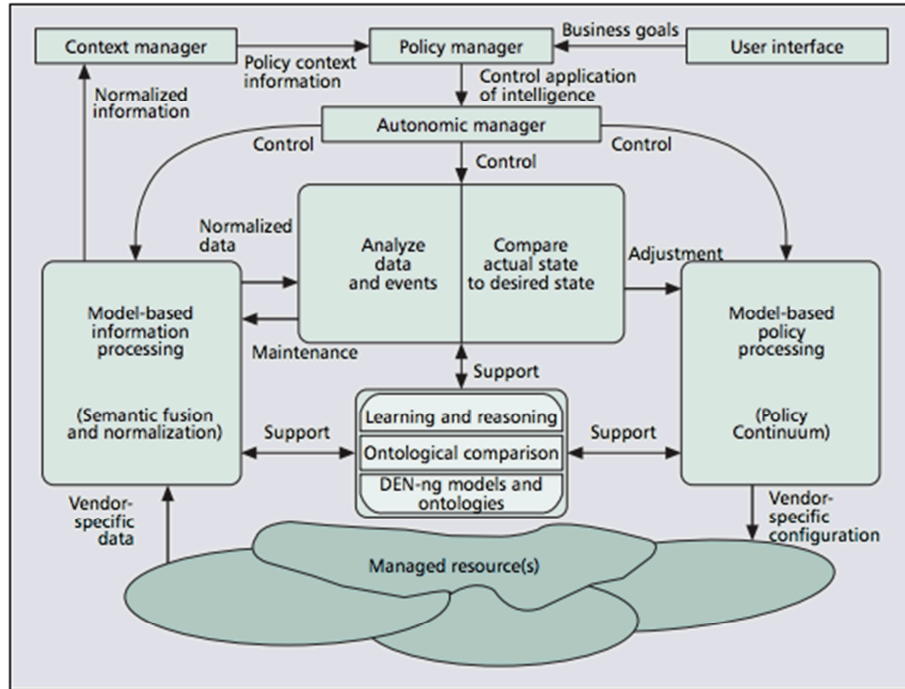 Context manager
Policy context
information
Policy manager
Business goals
User interface
Normalized
information
Control application
of intelligence
Autonomic manager
Control
Control
Control
Normalized
data
Analyze
data
and events
Compare
actual state
to desired state
Adjustment
Model-based
information
processing
(Semantic fusion
and normalization)
Maintenance
Model-based
policy
processing
(Policy
Continuum)
Support
Support
Learning and reasoning
Ontological comparison
DEN-ng models and
ontologies
Support
Vendor-
specific
data
Vendor-
specific
configuration
Managed resource(s)